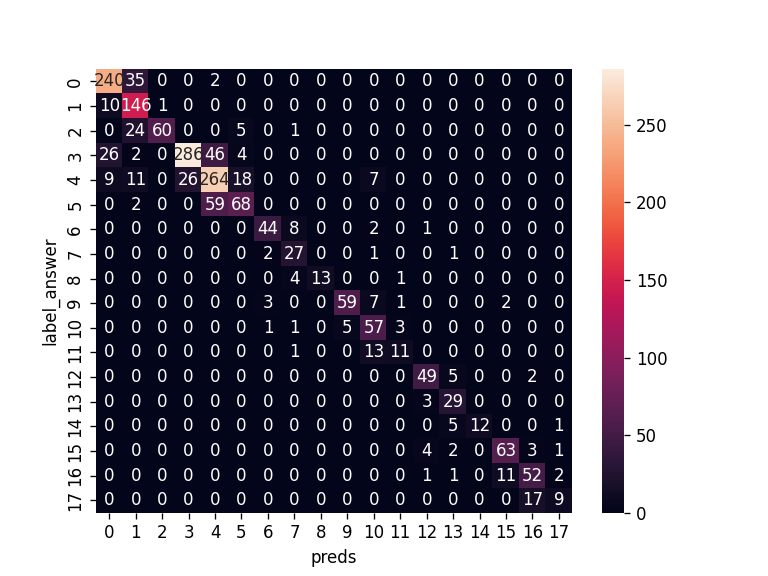 0 240 35 0 0 2 0 0 0 0 0 0 0 0 0 0 0 0 0
1 10 146 1 0 0 0 0 0 0 0 0 0 0 0 0 0 0 0
2 0 24 60 0 0 5 0 1 0 0 0 0 0 0 0 0 0 0
3 26 2 0 286 46 4 0 0 0 0 0 0 0 0 0 0 0 0
4 9 11 0 26 264 18 0 0 0 0 7 0 0 0 0 0 0 0
5 0 2 0 0 59 68 0 0 0 0 0 0 0 0 0 0 0 0
6 0 0 0 0 0 0 44 8 0 0 2 0 1 0 0 0 0 0
7 0 0 0 0 0 0 2 27 0 0 1 0 0 1 0 0 0 0
8 0 0 0 0 0 0 0 4 13 0 0 1 0 0 0 0 0 0
9 0 0 0 0 0 0 3 0 0 59 7 1 0 0 0 2 0 0
10 0 0 0 0 0 0 1 1 0 5 57 3 0 0 0 0 0 0
11 0 0 0 0 0 0 0 1 0 0 13 11 0 0 0 0 0 0
12 0 0 0 0 0 0 0 0 0 0 0 0 49 5 0 0 2 0
13 0 0 0 0 0 0 0 0 0 0 0 0 3 29 0 0 0 0
14 0 0 0 0 0 0 0 0 0 0 0 0 0 5 12 0 0 1
15 0 0 0 0 0 0 0 0 0 0 0 0 4 2 0 63 3 1
16 0 0 0 0 0 0 0 0 0 0 0 0 1 1 0 11 52 2
17 0 0 0 0 0 0 0 0 0 0 0 0 0 0 0 0 17 9
0 1 2 3 4 5 6 7 8 9 10 11 12 13 14 15 16 17
preds
label_answer
250
200
150
100
50
0